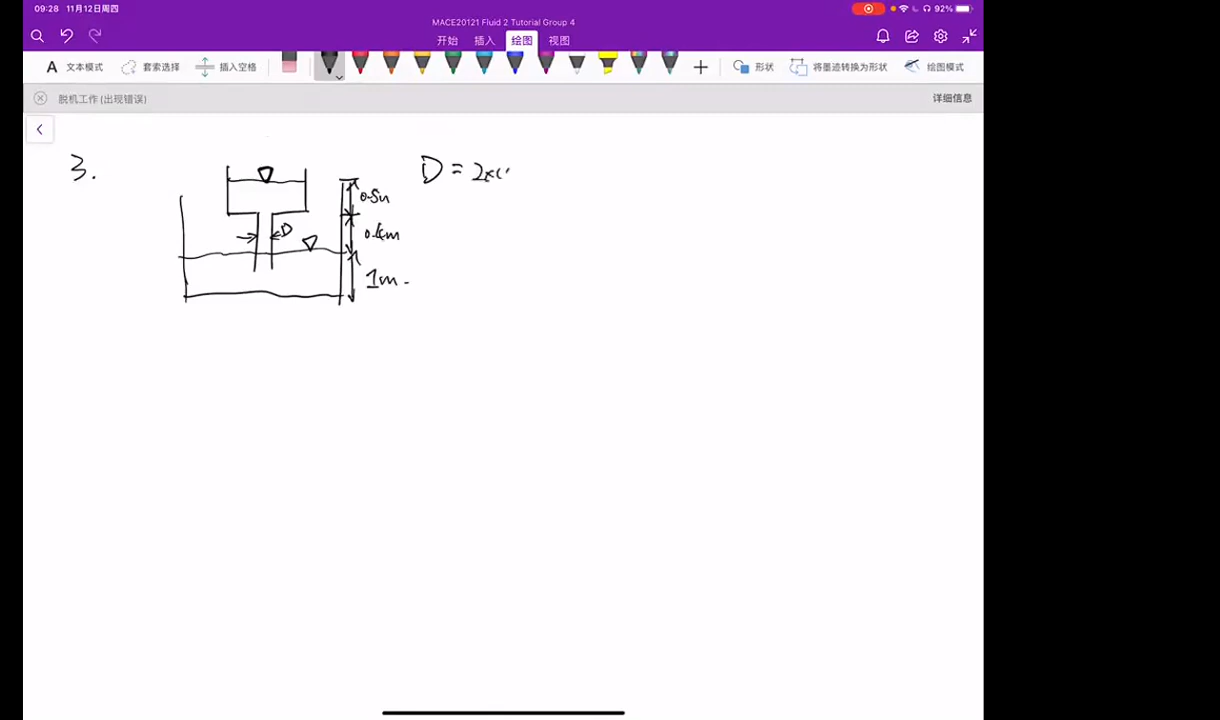 09:28 11月12日周四
92%
MACE20121 Fluid 2 Tutorial Group 4
开始 插入 绘图 视图
A 文本模式 套索选择 插入空格 形状 将墨迹转换为形状 绘图模式
脱机工作 (出现错误) 详细信息
3.
D = 2×
0.5m
D
0.6m
1m.